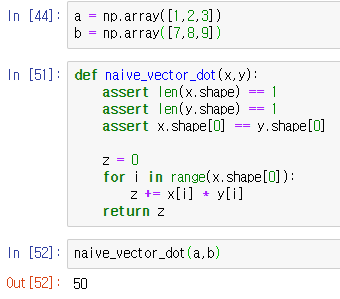 In [44]: a = np.array([1,2,3])
b = np.array([7,8,9])
In [51]: def naive_vector_dot(x,y):
    assert len(x.shape) == 1
    assert len(y.shape) == 1
    assert x.shape[0] == y.shape[0]
    z = 0
    for i in range(x.shape[0]):
        z += x[i] * y[i]
    return z
In [52]: naive_vector_dot(a,b)
Out[52]: 50